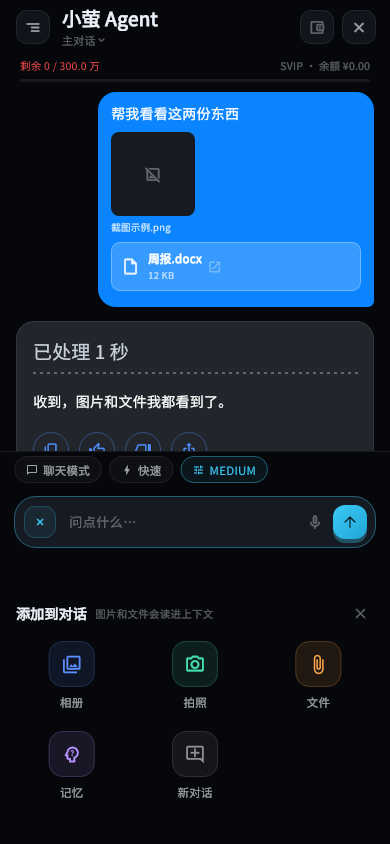 小萤 Agent
主对话
剩余 0 / 300.0 万
SVIP · 余额 ¥0.00
帮我看看这两份东西
截图示例.png
周报.docx
12 KB
已处理 1 秒
收到，图片和文件我都看到了。
聊天模式
快速
MEDIUM
问点什么…
添加到对话 图片和文件会读进上下文
相册
拍照
文件
记忆
新对话